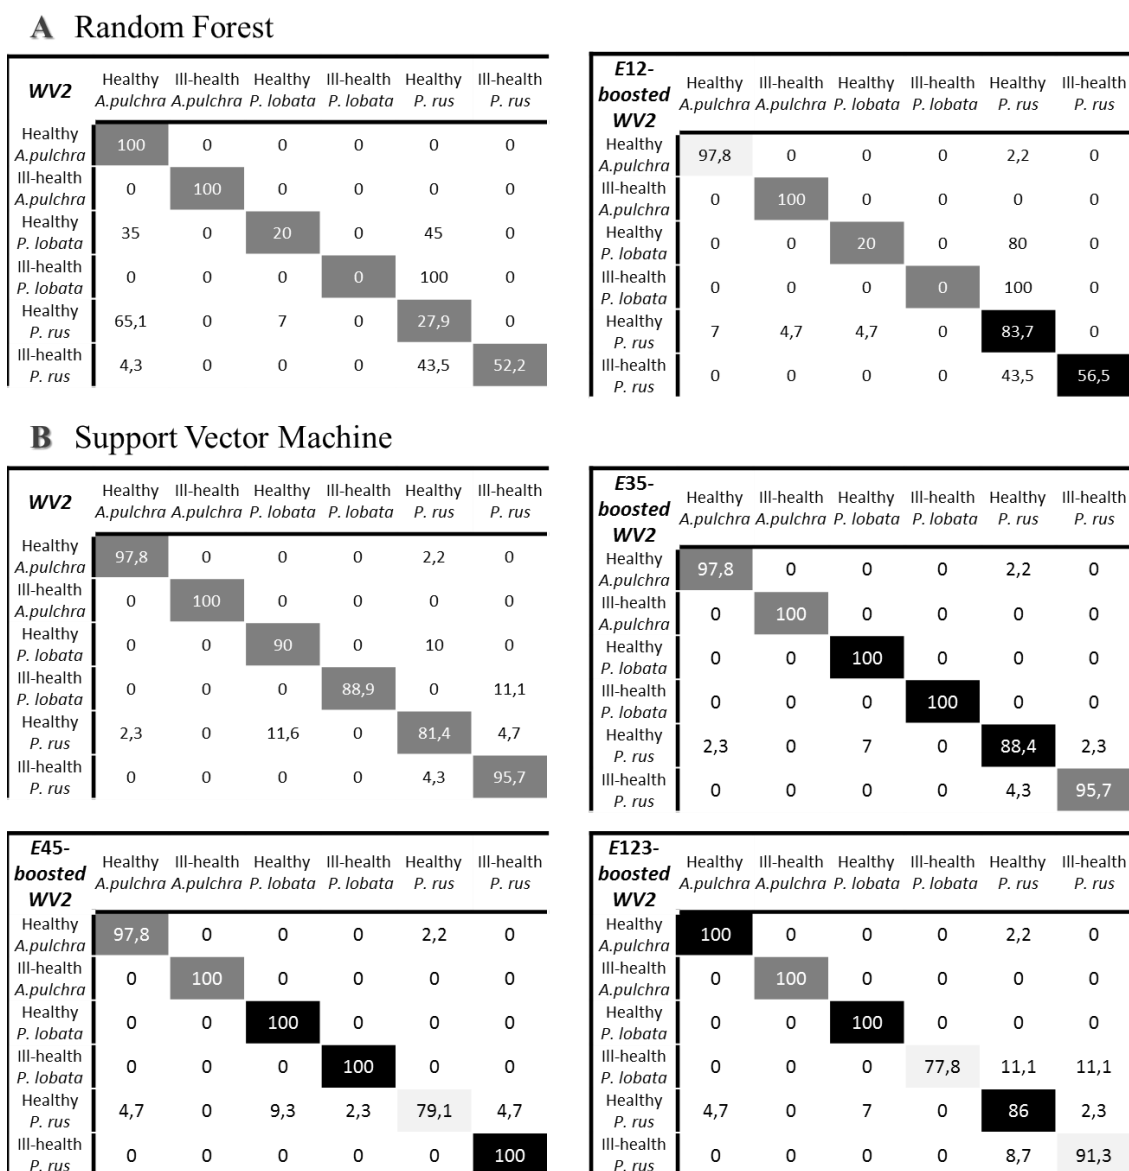 A Random Forest
WV2 Healthy A.pulchra Ill-health A.pulchra Healthy P. lobata Ill-health P. lobata Healthy P. rus Ill-health P. rus
Healthy A.pulchra 100 0 0 0 0 0
Ill-health A.pulchra 0 100 0 0 0 0
Healthy P. lobata 35 0 20 0 45 0
Ill-health P. lobata 0 0 0 0 100 0
Healthy P. rus 65,1 0 7 0 27,9 0
Ill-health P. rus 4,3 0 0 0 43,5 52,2
E12-boosted WV2 Healthy A.pulchra Ill-health A.pulchra Healthy P. lobata Ill-health P. lobata Healthy P. rus Ill-health P. rus
Healthy A.pulchra 97,8 0 0 0 2,2 0
Ill-health A.pulchra 0 100 0 0 0 0
Healthy P. lobata 0 0 20 0 80 0
Ill-health P. lobata 0 0 0 0 100 0
Healthy P. rus 7 4,7 4,7 0 83,7 0
Ill-health P. rus 0 0 0 0 43,5 56,5
B Support Vector Machine
WV2 Healthy A.pulchra Ill-health A.pulchra Healthy P. lobata Ill-health P. lobata Healthy P. rus Ill-health P. rus
Healthy A.pulchra 97,8 0 0 0 2,2 0
Ill-health A.pulchra 0 100 0 0 0 0
Healthy P. lobata 0 0 90 0 10 0
Ill-health P. lobata 0 0 0 88,9 0 11,1
Healthy P. rus 2,3 0 11,6 0 81,4 4,7
Ill-health P. rus 0 0 0 0 4,3 95,7
E35-boosted WV2 Healthy A.pulchra Ill-health A.pulchra Healthy P. lobata Ill-health P. lobata Healthy P. rus Ill-health P. rus
Healthy A.pulchra 97,8 0 0 0 2,2 0
Ill-health A.pulchra 0 100 0 0 0 0
Healthy P. lobata 0 0 100 0 0 0
Ill-health P. lobata 0 0 0 100 0 0
Healthy P. rus 2,3 0 7 0 88,4 2,3
Ill-health P. rus 0 0 0 0 4,3 95,7
E45-boosted WV2 Healthy A.pulchra Ill-health A.pulchra Healthy P. lobata Ill-health P. lobata Healthy P. rus Ill-health P. rus
Healthy A.pulchra 97,8 0 0 0 2,2 0
Ill-health A.pulchra 0 100 0 0 0 0
Healthy P. lobata 0 0 100 0 0 0
Ill-health P. lobata 0 0 0 100 0 0
Healthy P. rus 4,7 0 9,3 2,3 79,1 4,7
Ill-health P. rus 0 0 0 0 0 100
E123-boosted WV2 Healthy A.pulchra Ill-health A.pulchra Healthy P. lobata Ill-health P. lobata Healthy P. rus Ill-health P. rus
Healthy A.pulchra 100 0 0 0 2,2 0
Ill-health A.pulchra 0 100 0 0 0 0
Healthy P. lobata 0 0 100 0 0 0
Ill-health P. lobata 0 0 0 77,8 11,1 11,1
Healthy P. rus 4,7 0 7 0 86 2,3
Ill-health P. rus 0 0 0 0 8,7 91,3